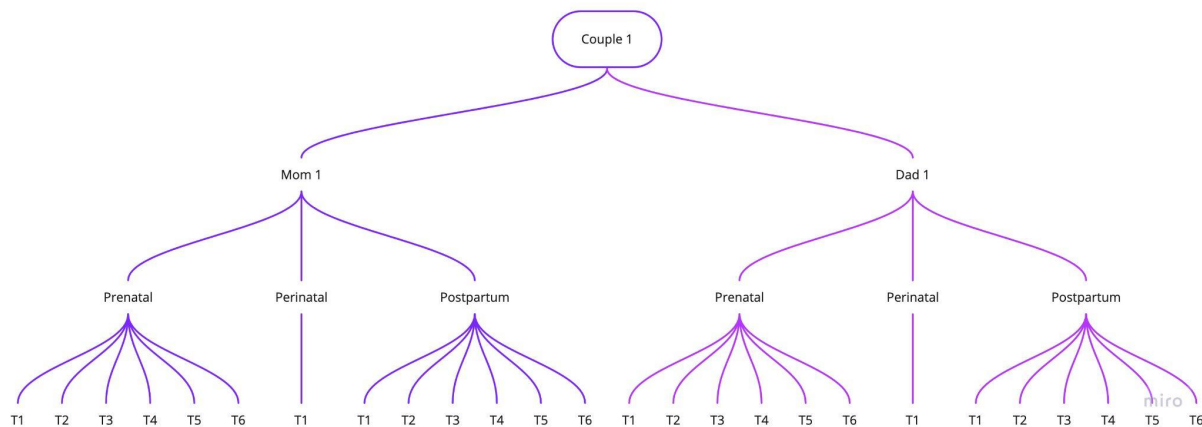 Couple 1
Mom 1 Dad 1
Prenatal Perinatal Postpartum Prenatal Perinatal Postpartum
T1 T2 T3 T4 T5 T6 T1 T1 T2 T3 T4 T5 T6 T1 T2 T3 T4 T5 T6 T1 T1 T2 T3 T4 T5 T6
miro